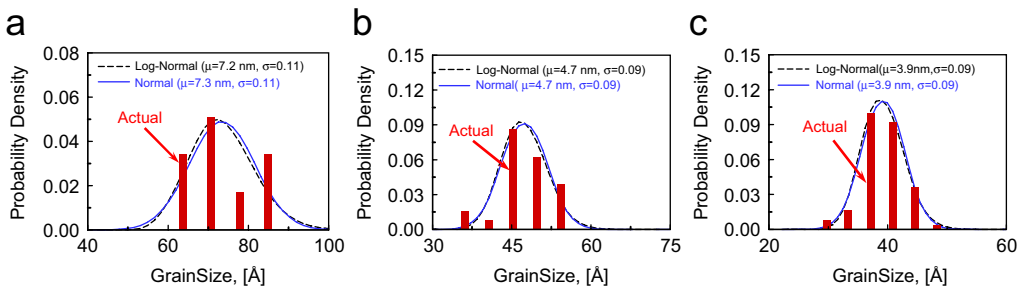 a
0.08
0.06
0.04
0.02
0.00
Probability Density
Log-Normal (μ=7.2 nm, σ=0.11)
Normal (μ=7.3 nm, σ=0.11)
Actual
40
60
80
100
GrainSize, [Å]
b
0.15
0.12
0.09
0.06
0.03
0.00
Probability Density
Log-Normal (μ=4.7 nm, σ=0.09)
Normal( μ=4.7 nm, σ=0.09)
Actual
30
45
60
75
GrainSize, [Å]
c
0.15
0.12
0.09
0.06
0.03
0.00
Probability Density
Log-Normal(μ=3.9nm,σ=0.09)
Normal (μ=3.9 nm, σ=0.09)
Actual
20
30
40
60
GrainSize, [Å]